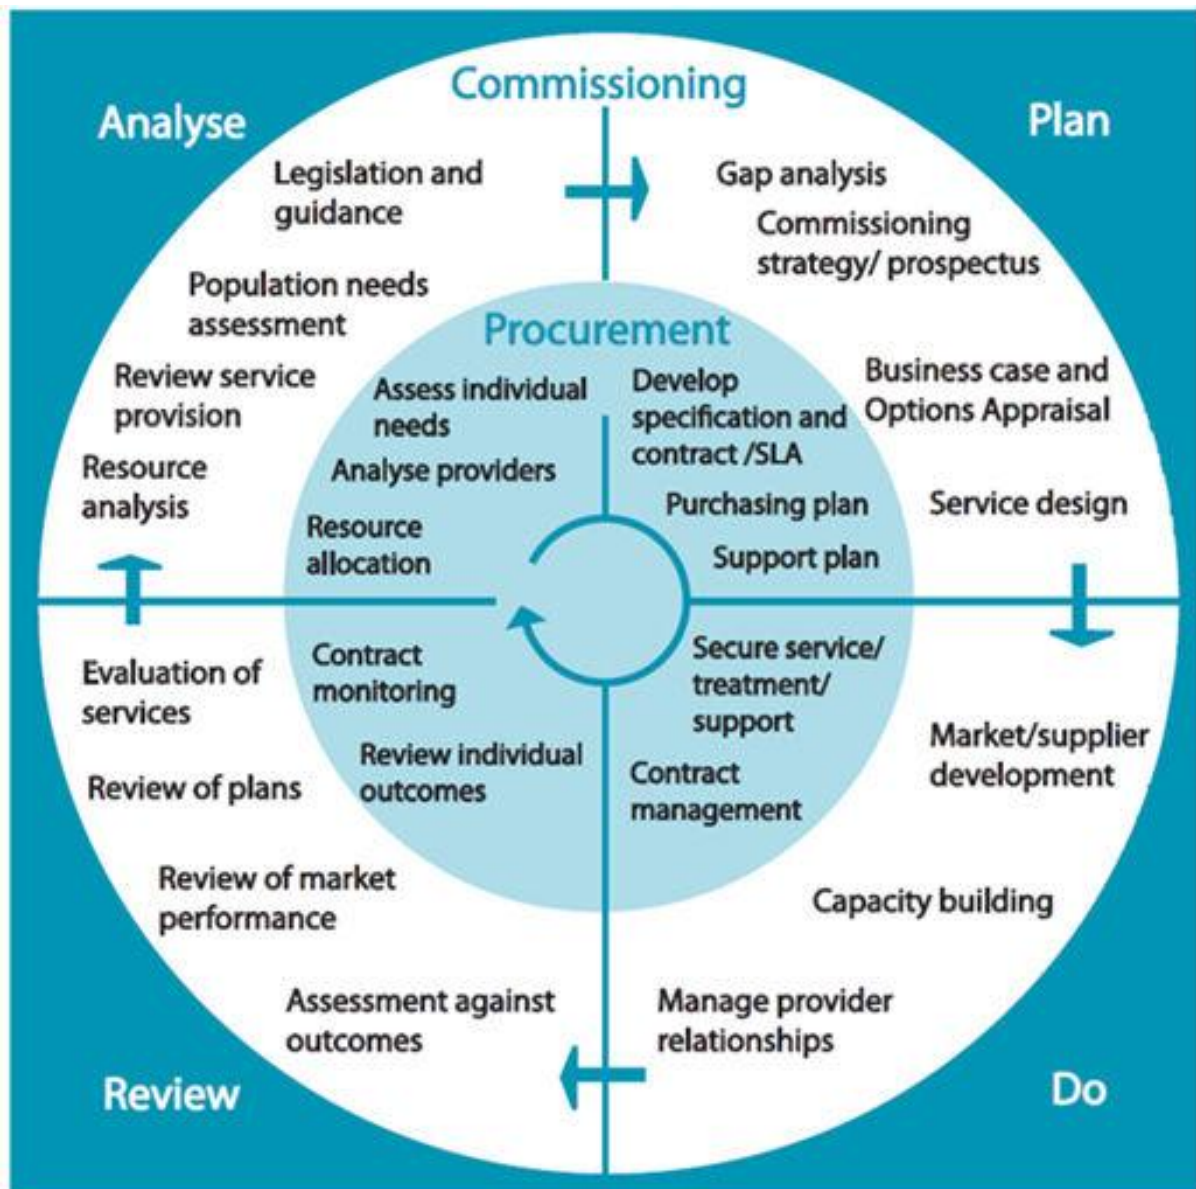 Commissioning
Analyse
Plan
Legislation and
guidance
Population needs
assessment
Review service
provision
Resource
analysis
Gap analysis
Commissioning
strategy/ prospectus
Business case and
Options Appraisal
Service design
Procurement
Assess individual
needs
Analyse providers
Resource
allocation
Develop
specification and
contract /SLA
Purchasing plan
Support plan
Contract
monitoring
Review individual
outcomes
Secure service/
treatment/
support
Contract
management
Evaluation of
services
Review of plans
Review of market
performance
Assessment against
outcomes
Market/supplier
development
Capacity building
Manage provider
relationships
Review
Do